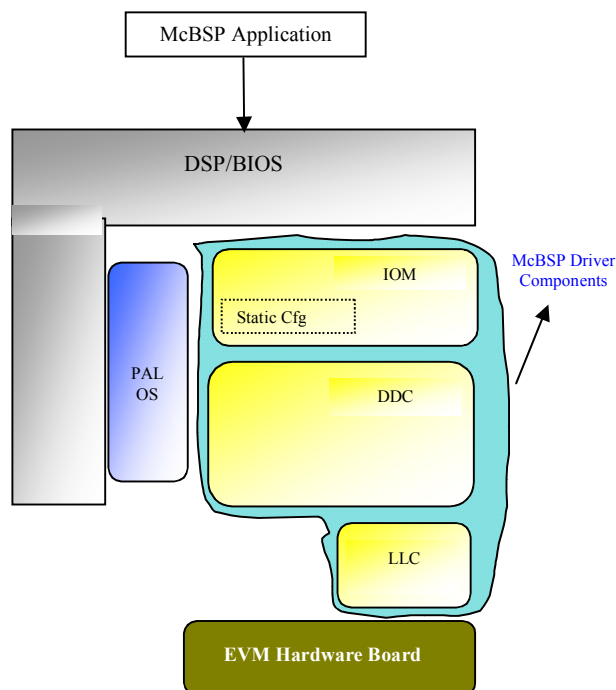 McBSP Application
DSP/BIOS
IOM
McBSP Driver
Components
Static Cfg
PAL
OS
DDC
LLC
EVM Hardware Board